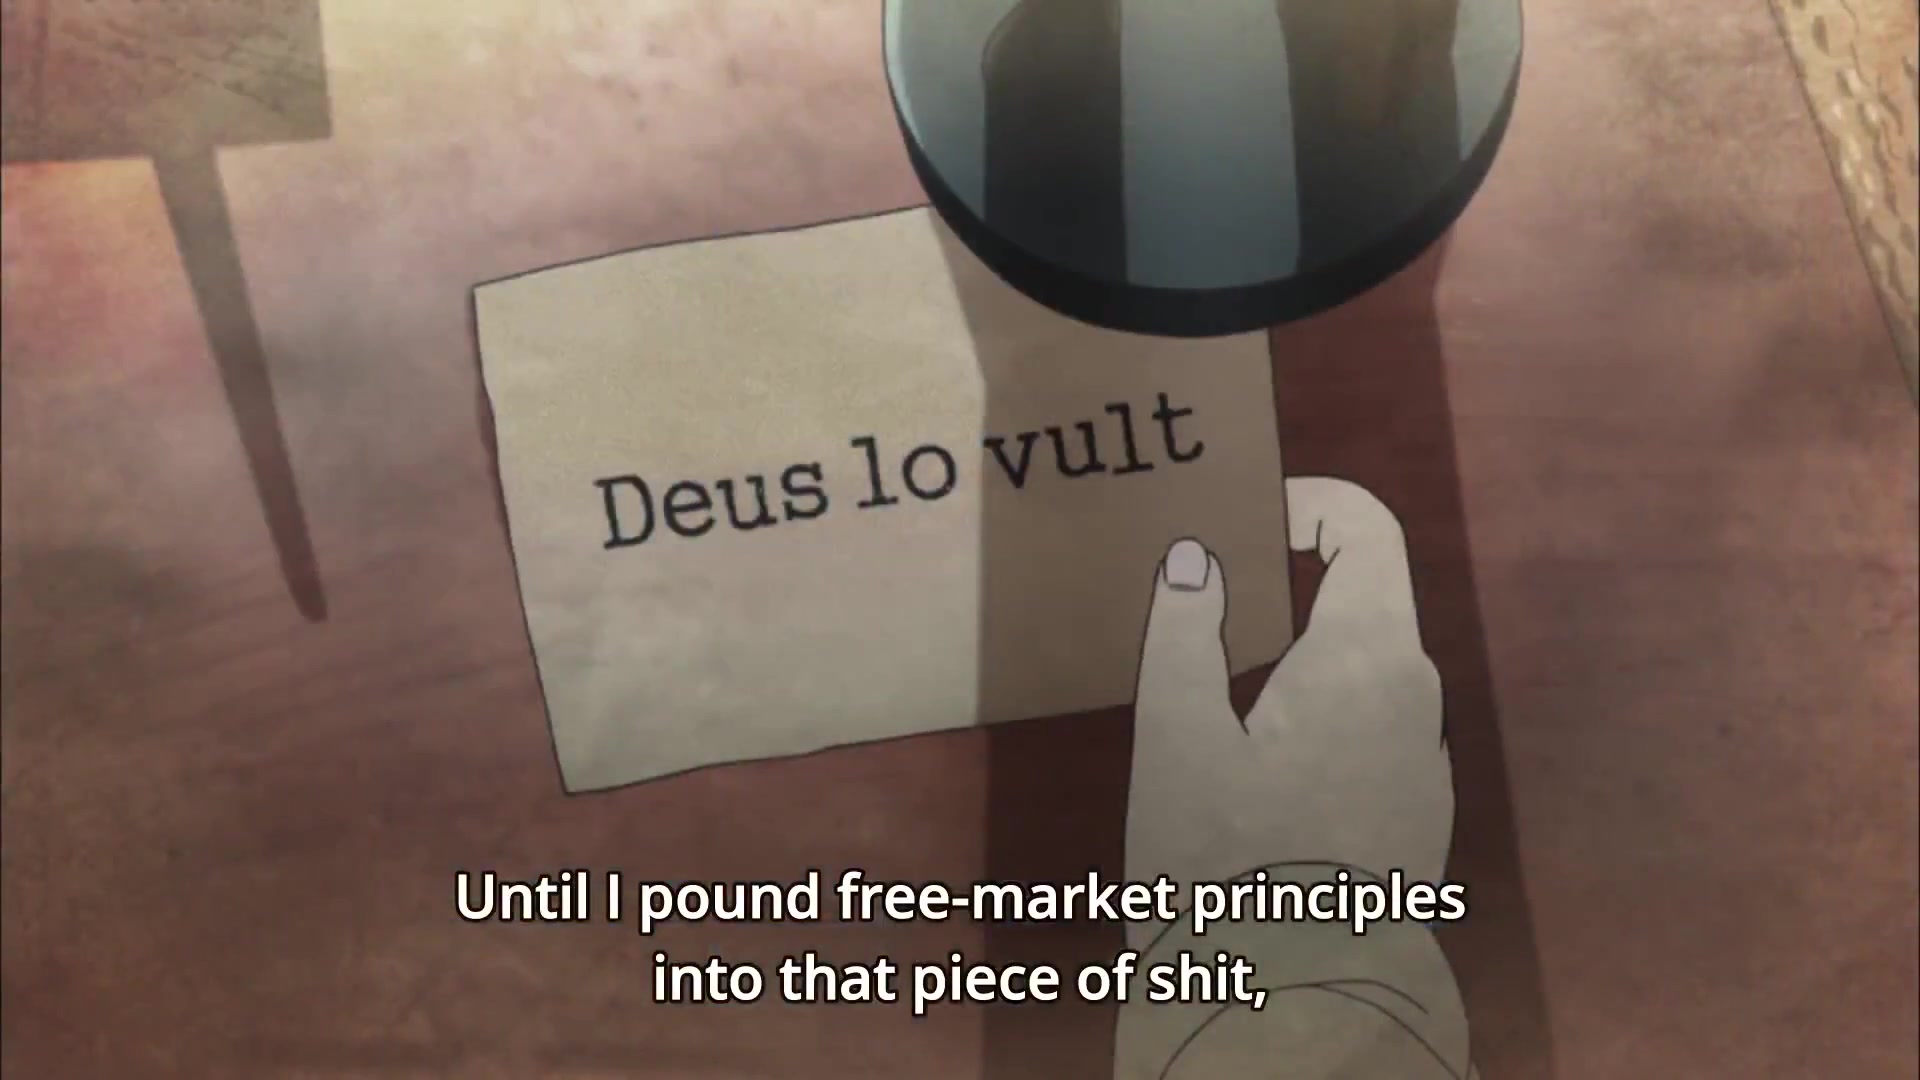 Deus lo vult
Until I pound free-market principles
into that piece of shit,